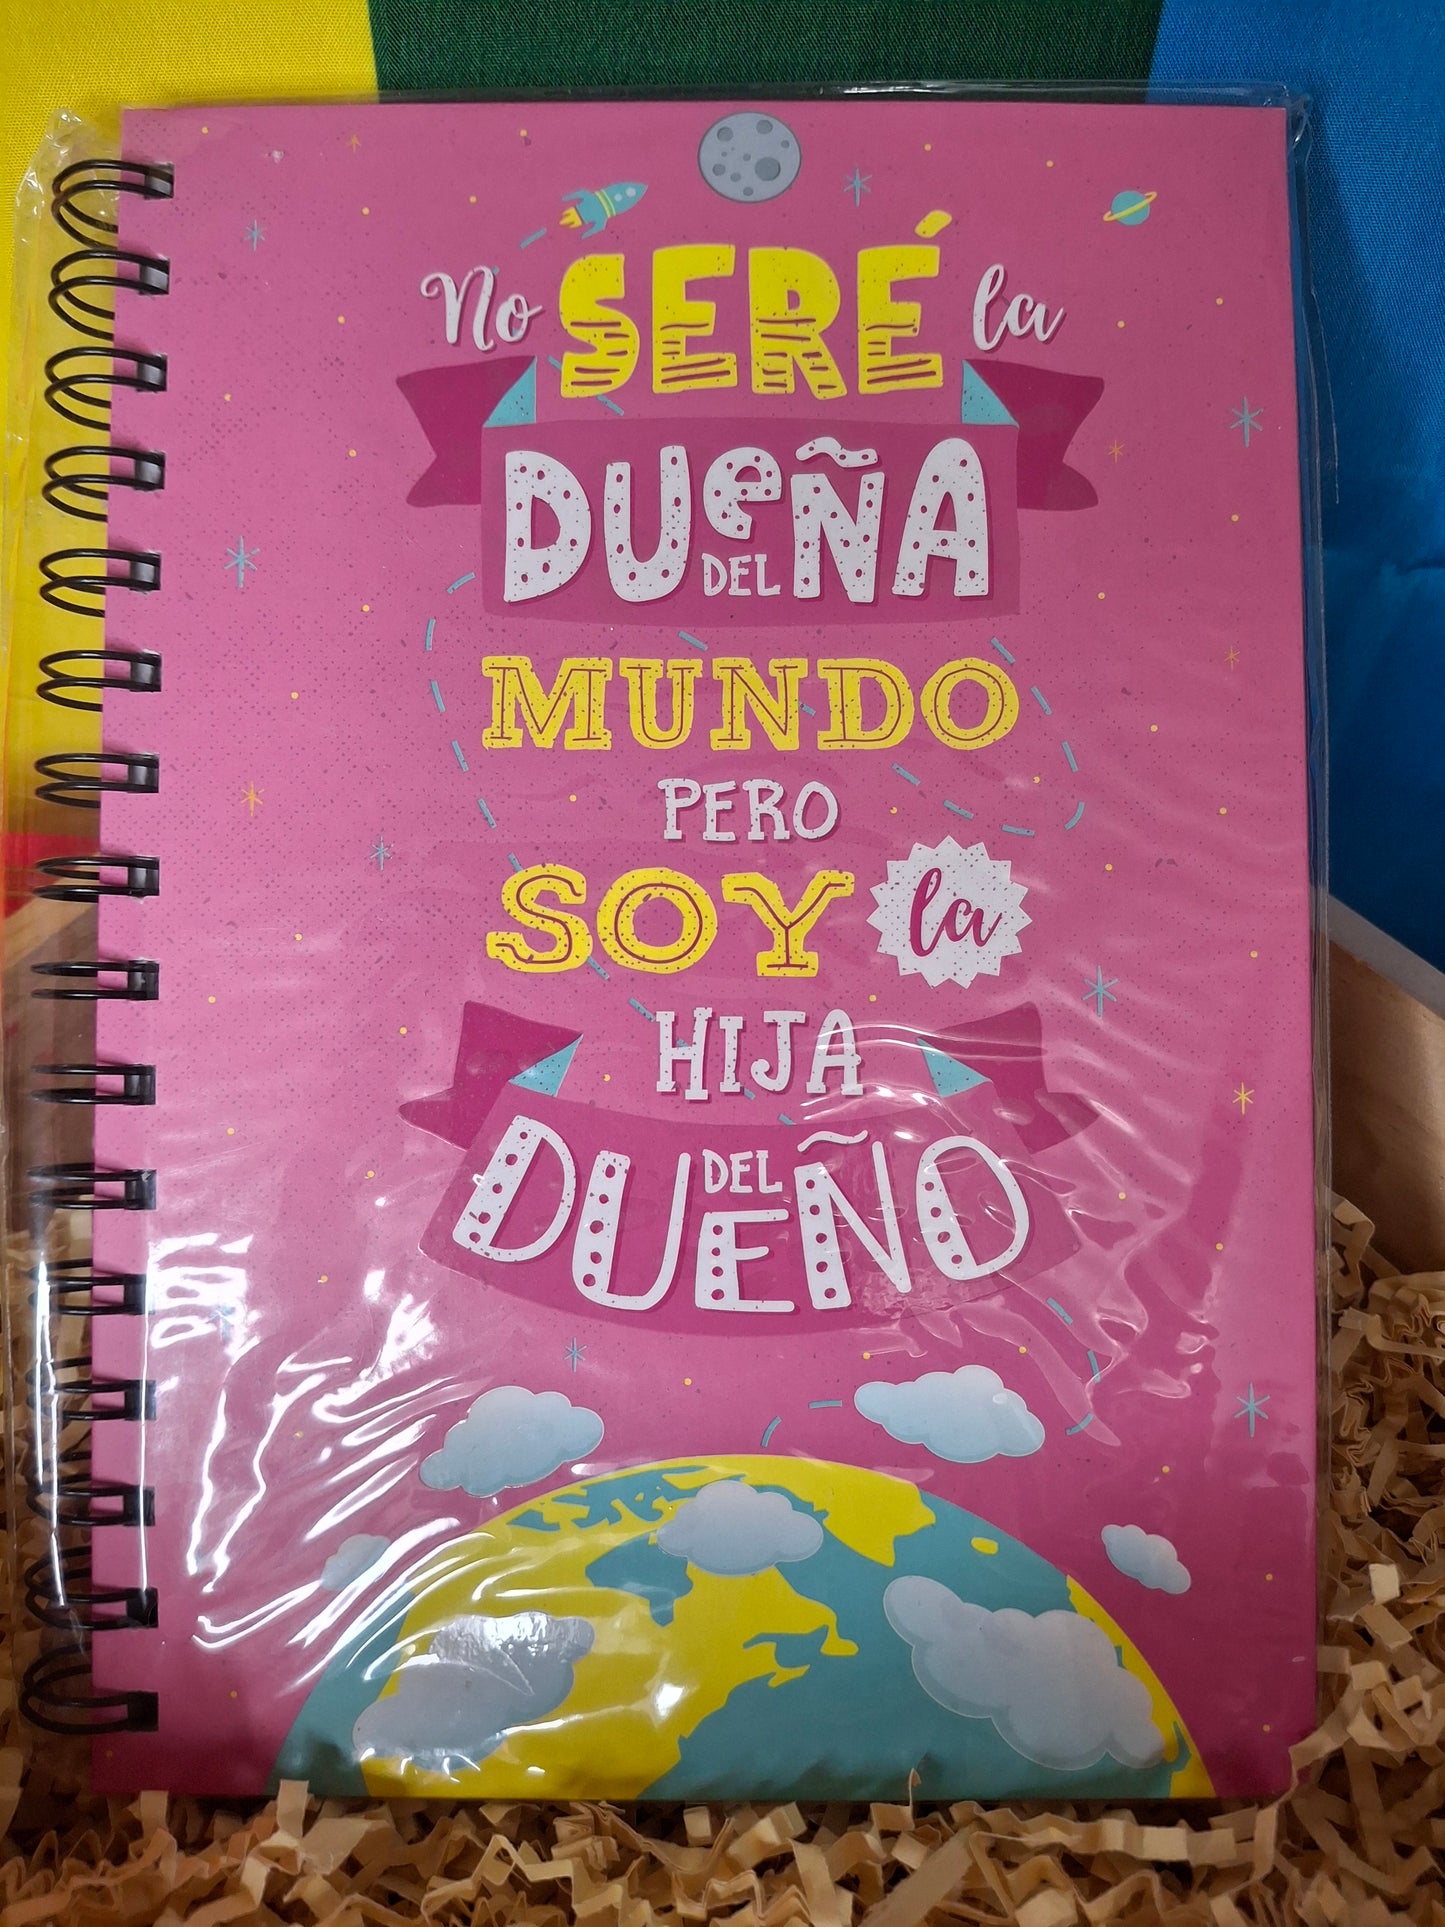 No SERÉ la
DUeÑA
DEL
MUNDO
PERO
SOY la
HIJA
DEL
DUEÑO